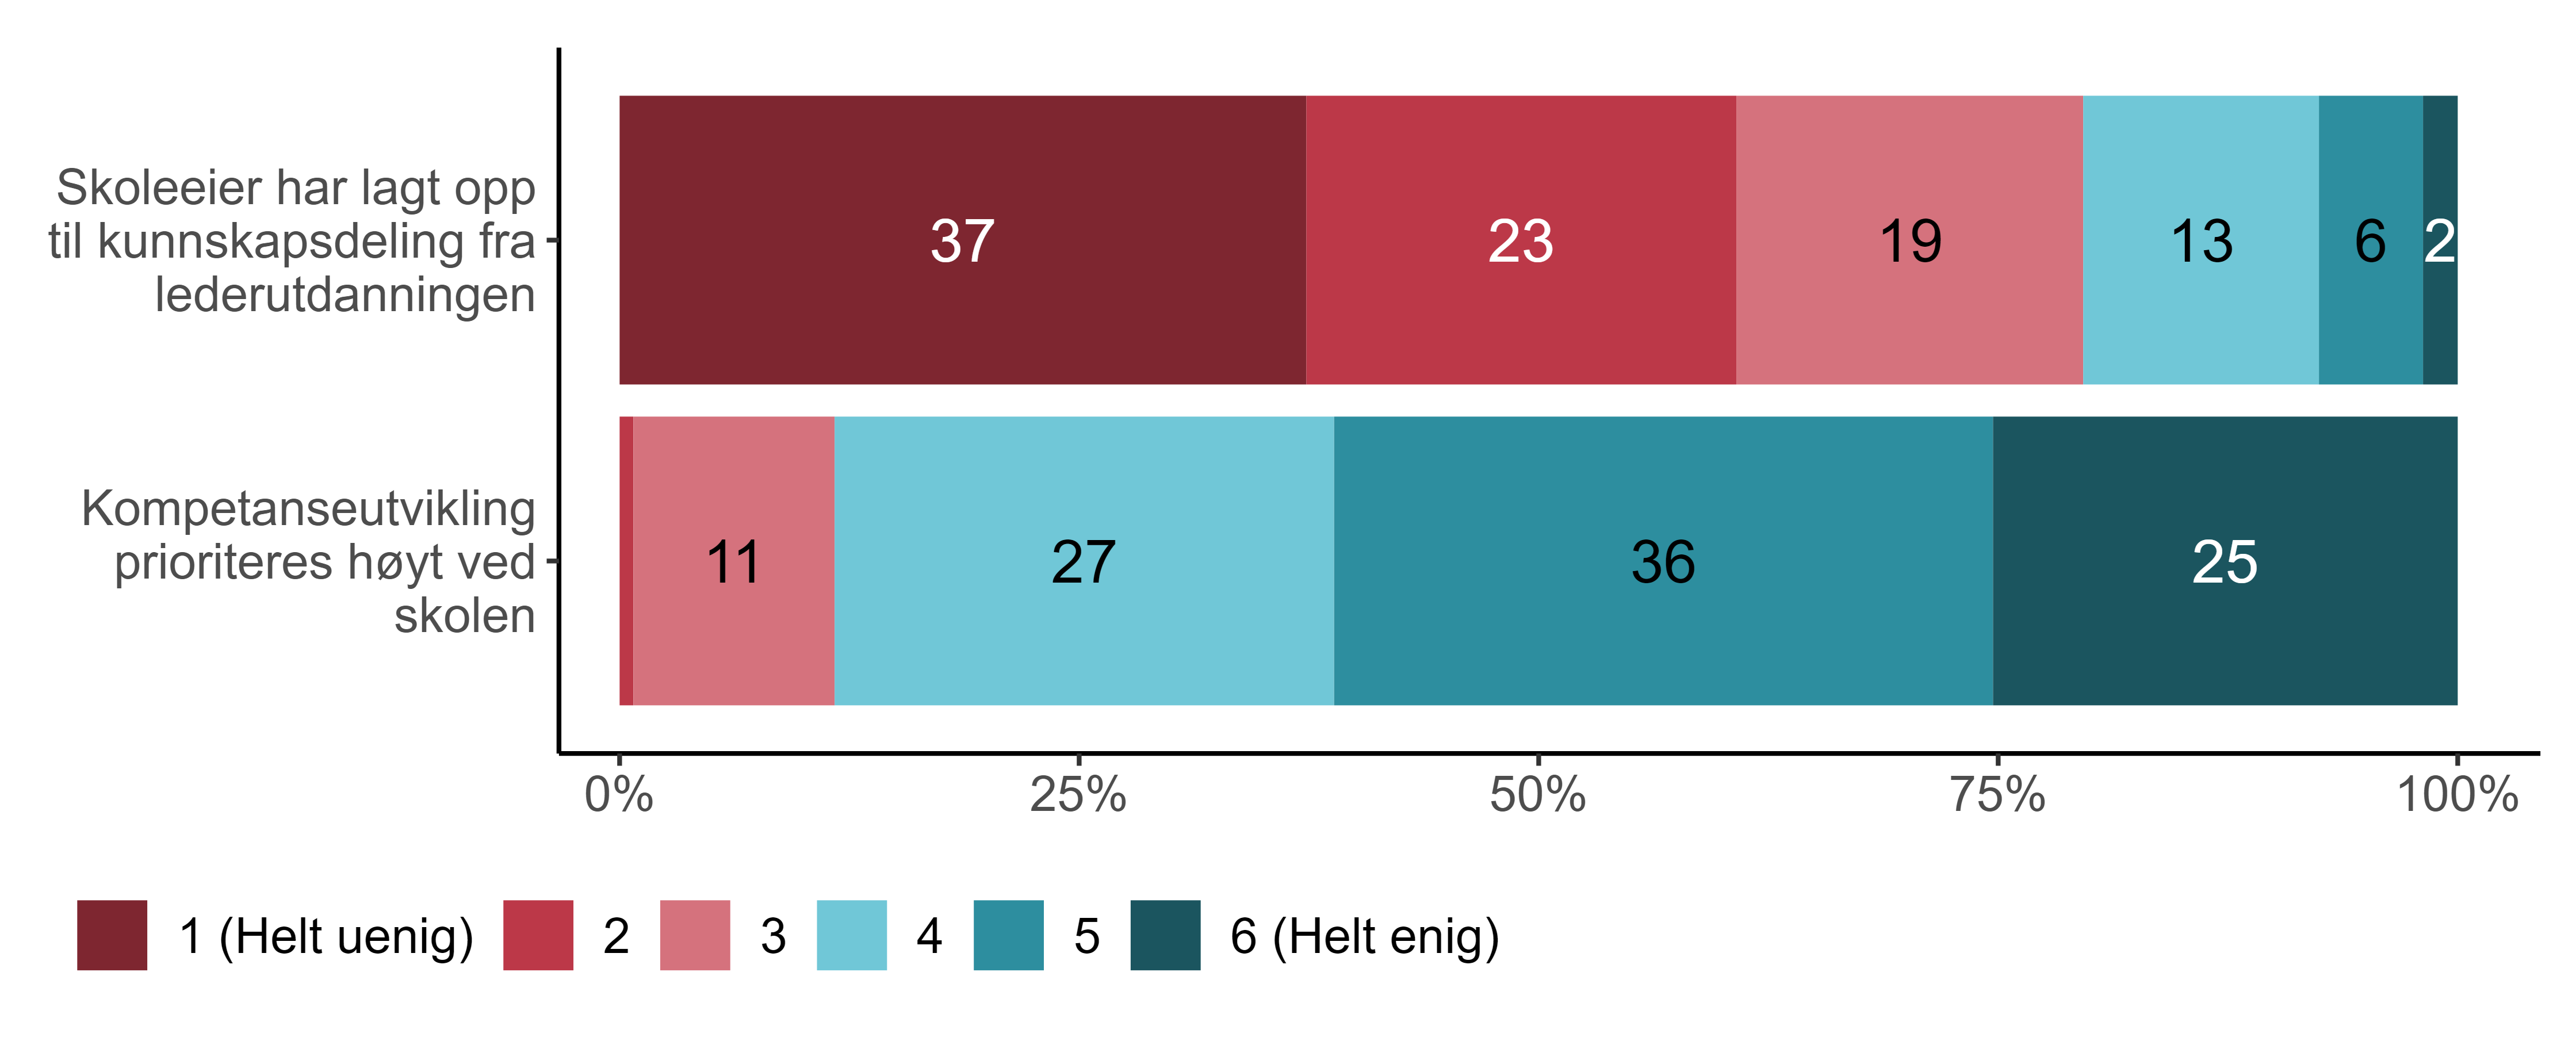 Skoleeier har lagt opp
til kunnskapsdeling fra
lederutdanningen
37 23 19 13 6 2
Kompetanseutvikling
prioriteres høyt ved
skolen
11 27 36 25
0% 25% 50% 75% 100%
1 (Helt uenig) 2 3 4 5 6 (Helt enig)